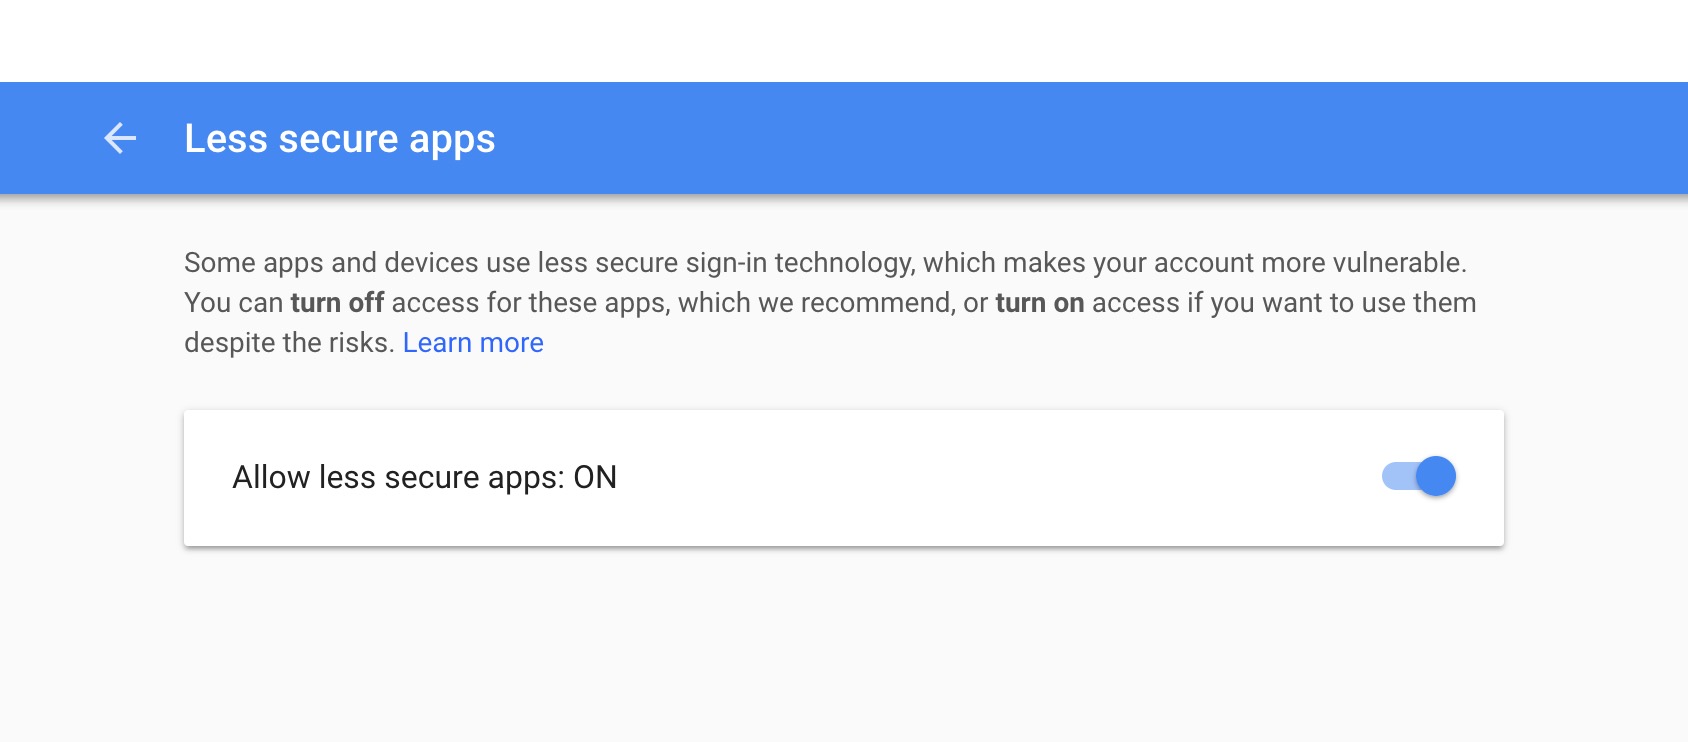 Less secure apps
Some apps and devices use less secure sign-in technology, which makes your account more vulnerable.
You can turn off access for these apps, which we recommend, or turn on access if you want to use them
despite the risks. Learn more
Allow less secure apps: ON